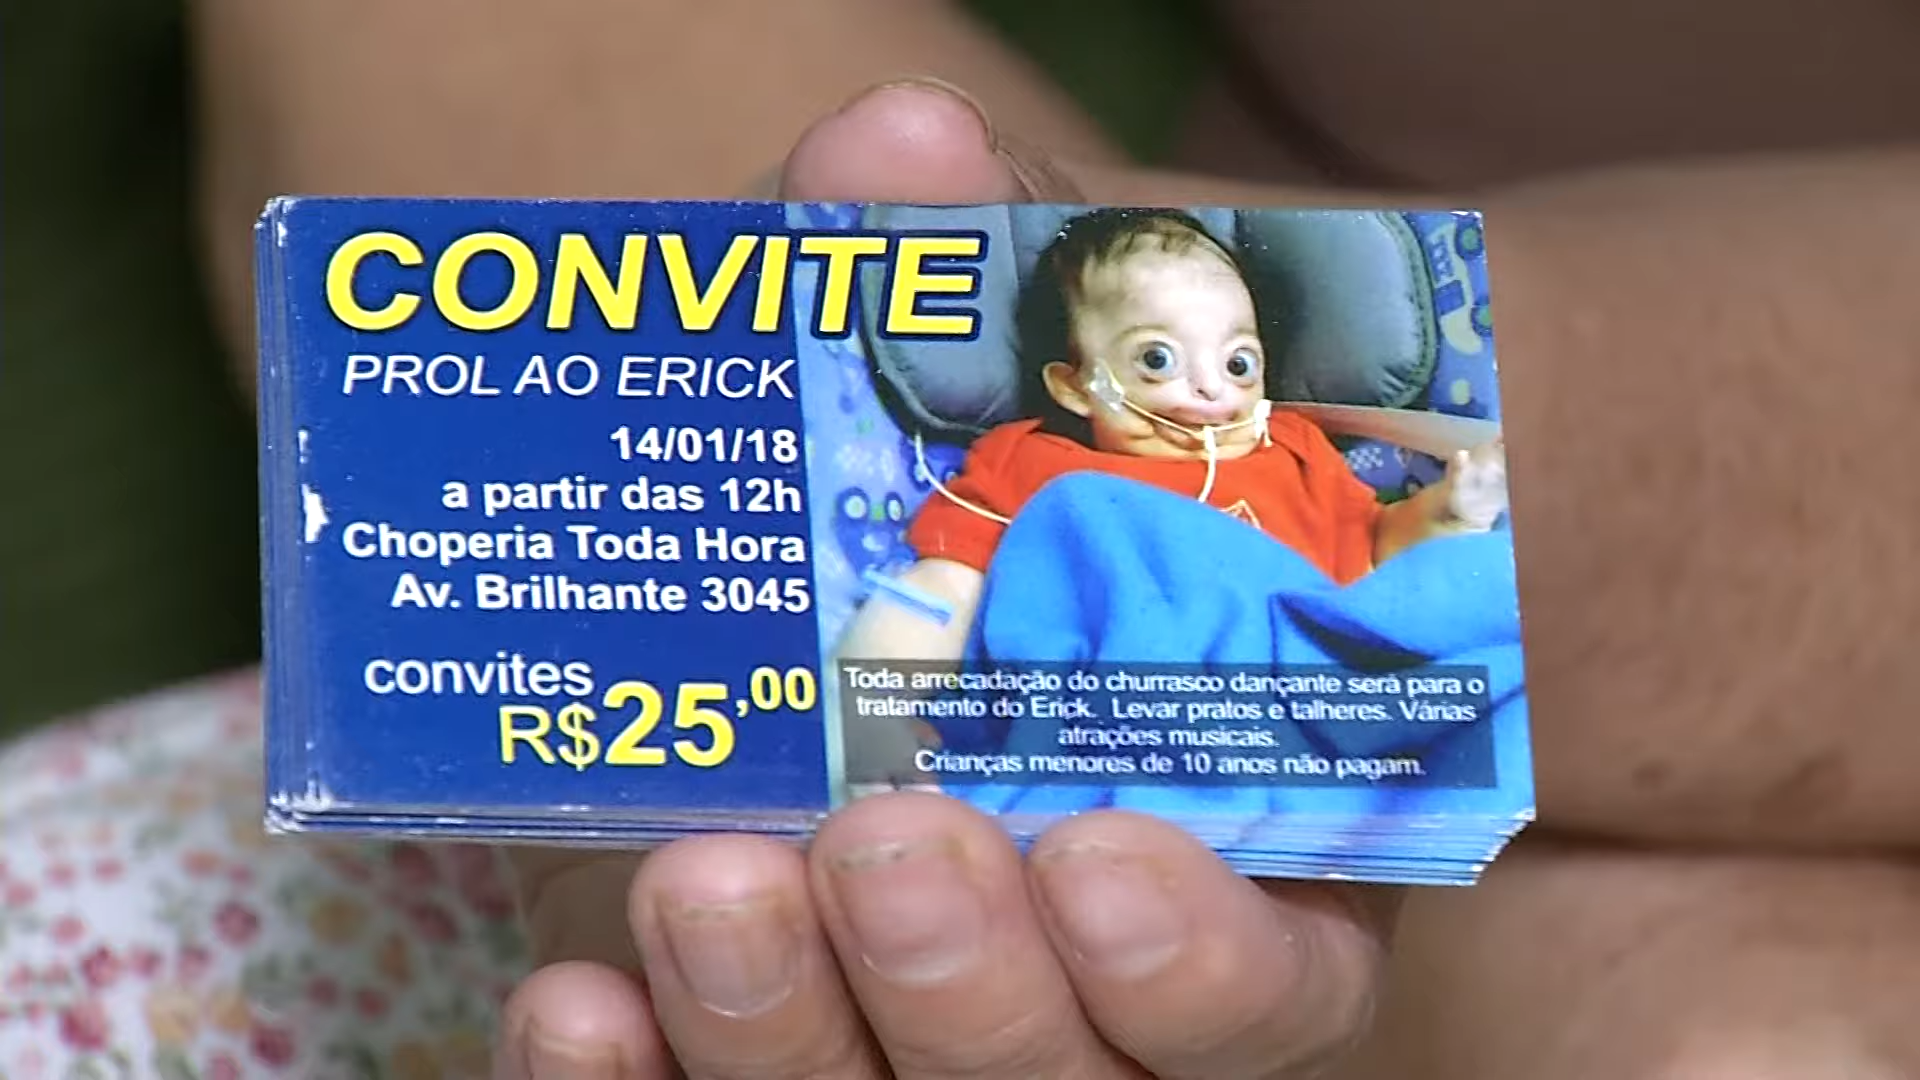 CONVITE
PROL AO ERICK
14/01/18
a partir das 12h
Choperia Toda Hora
Av. Brilhante 3045
convites
R$25,00
Toda arrecadação do churrasco dançante será para o
tratamento do Erick. Levar pratos e talheres. Várias
atrações musicais.
Crianças menores de 10 anos não pagam.